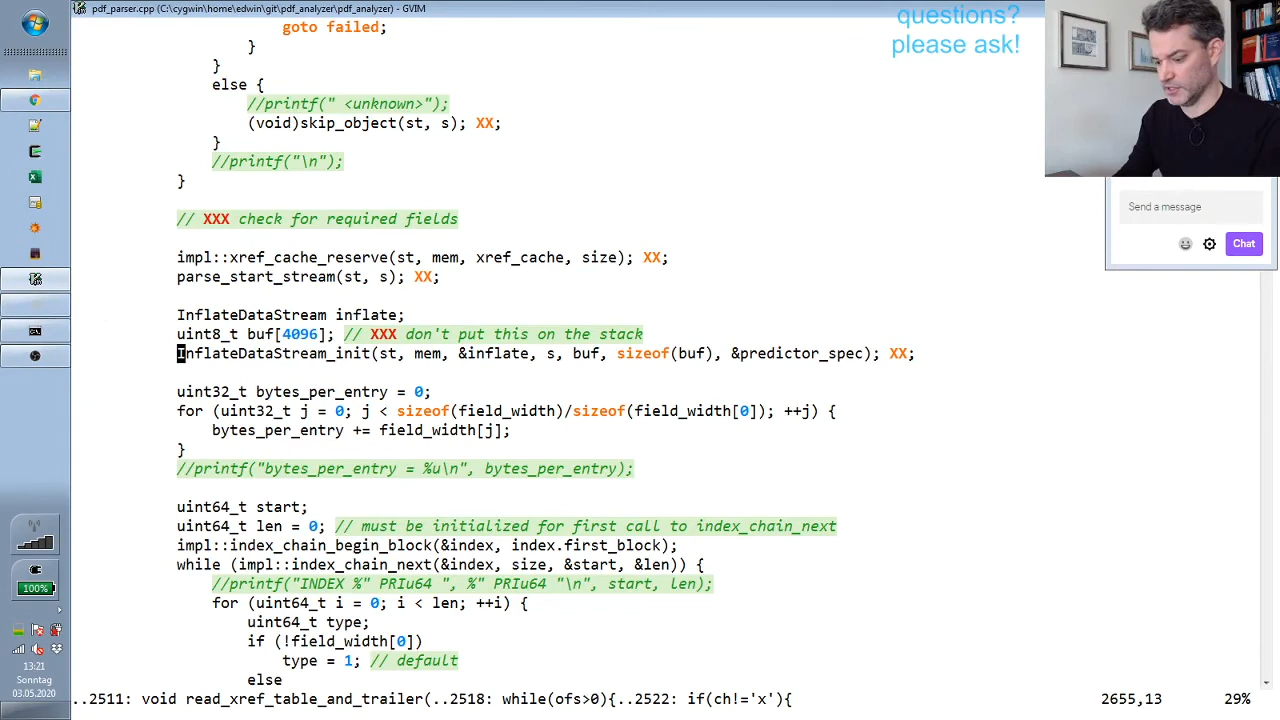 pdf_parser.cpp (C:\cygwin\home\edwin\git\pdf_analyzer\pdf_analyzer) - GVIM
questions?
please ask!
goto failed;
}
}
else {
//printf(" <unknown>");
(void)skip_object(st, s); XX;
}
//printf("\n");
}
// XXX check for required fields
Send a message
Chat
impl::xref_cache_reserve(st, mem, xref_cache, size); XX;
parse_start_stream(st, s); XX;
InflateDataStream inflate;
uint8_t buf[4096]; // XXX don't put this on the stack
InflateDataStream_init(st, mem, &inflate, s, buf, sizeof(buf), &predictor_spec); XX;
uint32_t bytes_per_entry = 0;
for (uint32_t j = 0; j < sizeof(field_width)/sizeof(field_width[0]); ++j) {
bytes_per_entry += field_width[j];
}
//printf("bytes_per_entry = %u\n", bytes_per_entry);
uint64_t start;
uint64_t len = 0; // must be initialized for first call to index_chain_next
impl::index_chain_begin_block(&index, index.first_block);
while (impl::index_chain_next(&index, size, &start, &len)) {
//printf("INDEX %" PRIu64 ", %" PRIu64 "\n", start, len);
for (uint64_t i = 0; i < len; ++i) {
uint64_t type;
if (!field_width[0])
type = 1; // default
else
..2511: void read_xref_table_and_trailer(..2518: while(ofs>0){..2522: if(ch!='x'){
2655,13
29%
100%
13:21
Sonntag
03.05.2020